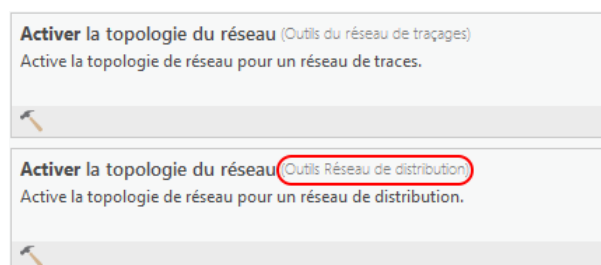 Activer la topologie du réseau (Outils du réseau de traçages)
Active la topologie de réseau pour un réseau de traces.
Activer la topologie du réseau (Outils Réseau de distribution)
Active la topologie de réseau pour un réseau de distribution.